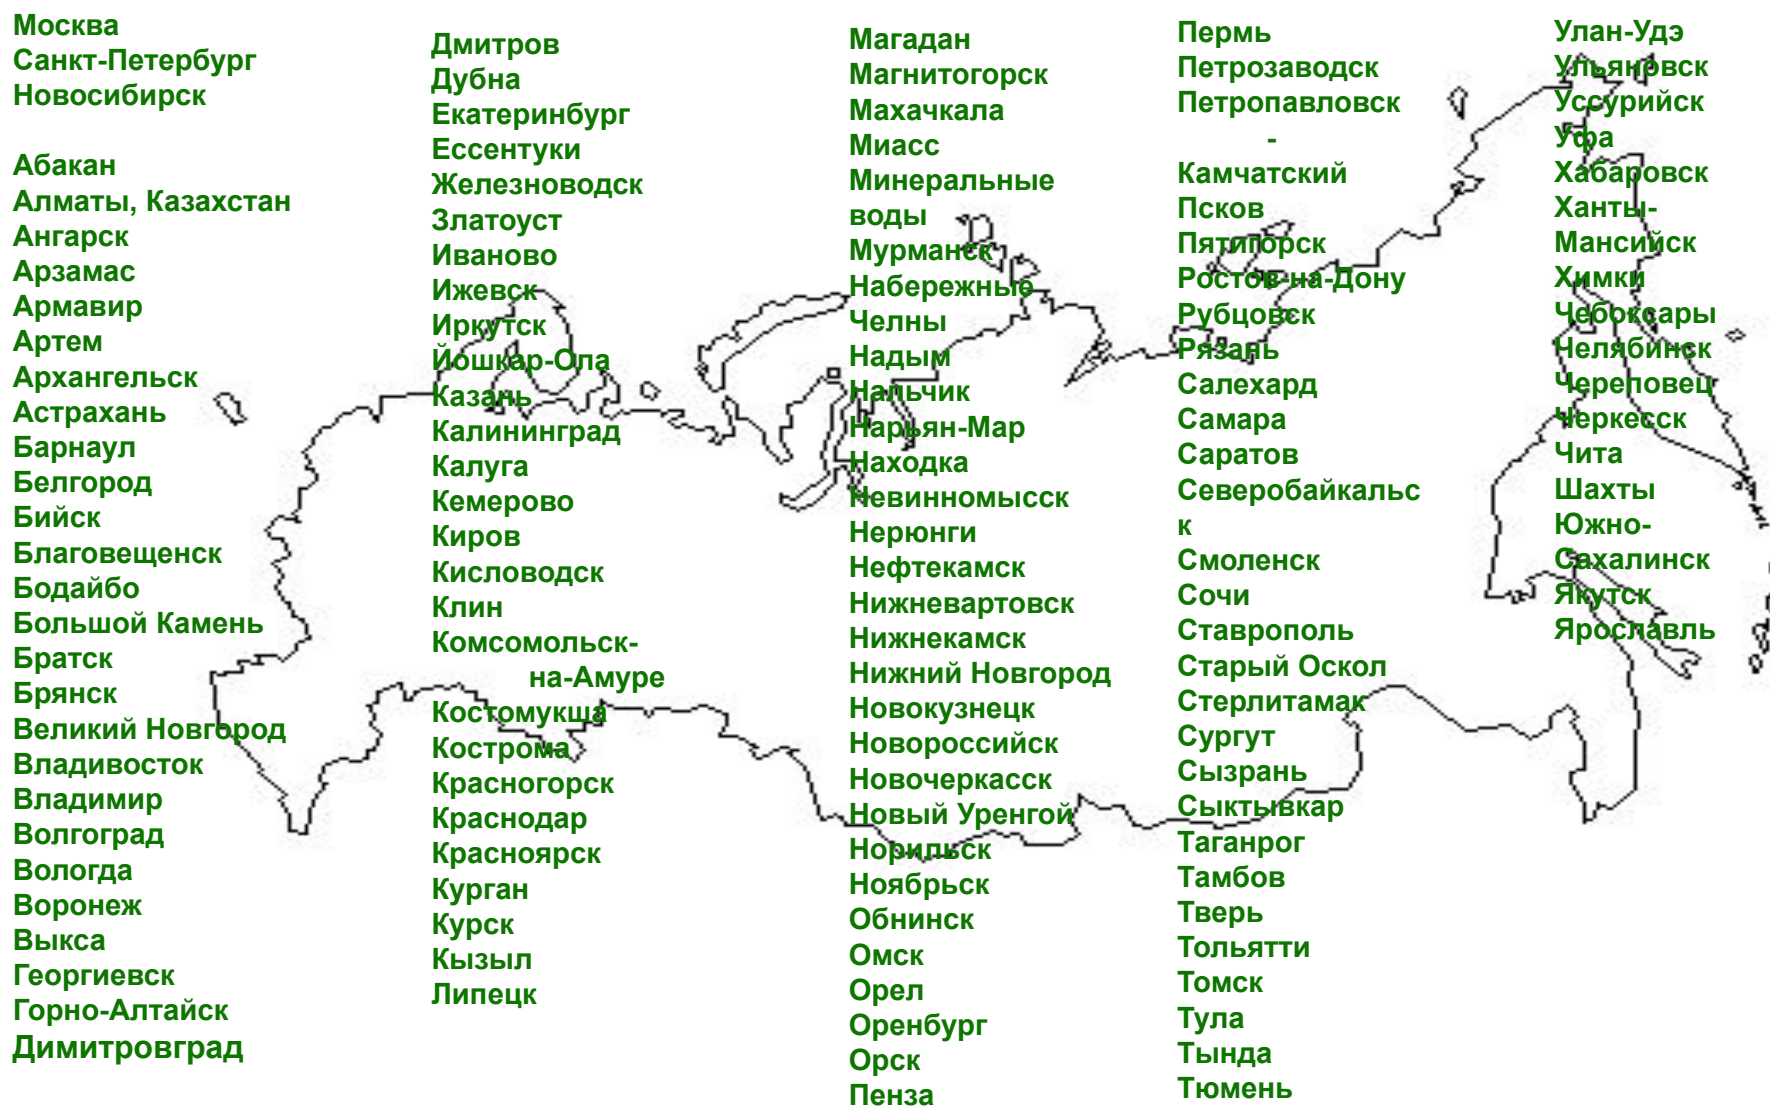 Москва
Санкт-Петербург
Новосибирск
Абакан
Алматы, Казахстан
Ангарск
Арзамас
Армавир
Артем
Архангельск
Астрахань
Барнаул
Белгород
Бийск
Благовещенск
Бодайбо
Большой Камень
Братск
Брянск
Великий Новгород
Владивосток
Владимир
Волгоград
Вологда
Воронеж
Выкса
Георгиевск
Горно-Алтайск
Димитровград
Дмитров
Дубна
Екатеринбург
Ессентуки
Железноводск
Златоуст
Иваново
Ижевск
Иркутск
Йошкар-Ола
Казань
Калининград
Калуга
Кемерово
Киров
Кисловодск
Клин
Комсомольск-
на-Амуре
Костомукша
Кострома
Красногорск
Краснодар
Красноярск
Курган
Курск
Кызыл
Липецк
Магадан
Магнитогорск
Махачкала
Миасс
Минеральные
воды
Мурманск
Набережные
Челны
Надым
Нальчик
Нарьян-Мар
Находка
Невинномысск
Нерюнги
Нефтекамск
Нижневартовск
Нижнекамск
Нижний Новгород
Новокузнецк
Новороссийск
Новочеркасск
Новый Уренгой
Норильск
Ноябрьск
Обнинск
Омск
Орел
Оренбург
Орск
Пенза
Пермь
Петрозаводск
Петропавловск
-
Камчатский
Псков
Пятигорск
Ростов-на-Дону
Рубцовск
Рязань
Салехард
Самара
Саратов
Северобайкальс
к
Смоленск
Сочи
Ставрополь
Старый Оскол
Стерлитамак
Сургут
Сызрань
Сыктывкар
Таганрог
Тамбов
Тверь
Тольятти
Томск
Тула
Тында
Тюмень
Улан-Удэ
Ульяновск
Уссурийск
Уфа
Хабаровск
Ханты-
Мансийск
Химки
Чебоксары
Челябинск
Череповец
Черкесск
Чита
Шахты
Южно-
Сахалинск
Якутск
Ярославль